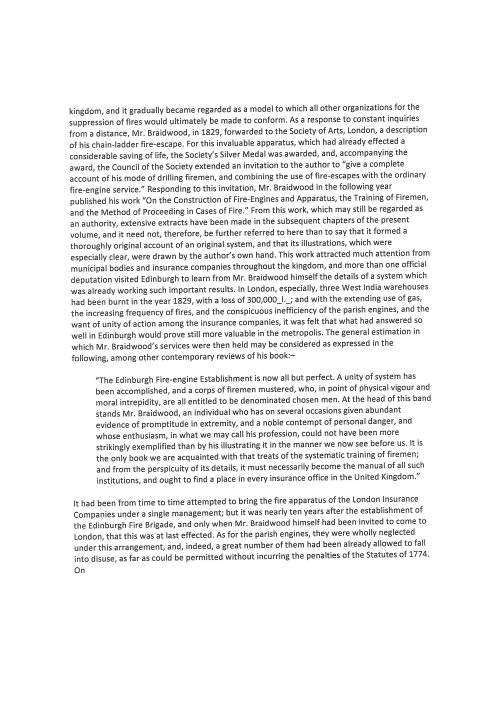 kingdom, and it gradually became regarded as a model to which all other organizations for the
suppression of fires would ultimately be made to conform. As a response to constant inquiries
from a distance, Mr. Braidwood, in 1829, forwarded to the Society of Arts, London, a description
of his chain-ladder fire-escape. For this invaluable apparatus, which had already effected a
considerable saving of life, the Society's Silver Medal was awarded, and, accompanying the
award, the Council of the Society extended an invitation to the author to “give a complete
account of his mode of drilling firemen, and combining the use of fire-escapes with the ordinary
fire-engine service.” Responding to this invitation, Mr. Braidwood in the following year
published his work “On the Construction of Fire-Engines and Apparatus, the Training of Firemen,
and the Method of Proceeding in Cases of Fire.” From this work, which may still be regarded as
an authority, extensive extracts have been made in the subsequent chapters of the present
volume, and it need not, therefore, be further referred to here than to say that it formed a
thoroughly original account of an original system, and that its illustrations, which were
especially clear, were drawn by the author's own hand. This work attracted much attention from
municipal bodies and insurance companies throughout the kingdom, and more than one official
deputation visited Edinburgh to learn from Mr. Braidwood himself the details of a system which
was already working such important results. In London, especially, three West India warehouses
had been burnt in the year 1829, with a loss of 300,000_l._; and with the extending use of gas,
the increasing frequency of fires, and the conspicuous inefficiency of the parish engines, and the
want of unity of action among the insurance companies, it was felt that what had answered so
well in Edinburgh would prove still more valuable in the metropolis. The general estimation in
which Mr. Braidwood's services were then held may be considered as expressed in the
following, among other contemporary reviews of his book:–
“The Edinburgh Fire-engine Establishment is now all but perfect. A unity of system has
been accomplished, and a corps of firemen mustered, who, in point of physical vigour and
moral intrepidity, are all entitled to be denominated chosen men. At the head of this band
stands Mr. Braidwood, an individual who has on several occasions given abundant
evidence of promptitude in extremity, and a noble contempt of personal danger, and
whose enthusiasm, in what we may call his profession, could not have been more
strikingly exemplified than by his illustrating it in the manner we now see before us. It is
the only book we are acquainted with that treats of the systematic training of firemen;
and from the perspicuity of its details, it must necessarily become the manual of all such
institutions, and ought to find a place in every insurance office in the United Kingdom.”
It had been from time to time attempted to bring the fire apparatus of the London Insurance
Companies under a single management; but it was nearly ten years after the establishment of
the Edinburgh Fire Brigade, and only when Mr. Braidwood himself had been invited to come to
London, that this was at last effected. As for the parish engines, they were wholly neglected
under this arrangement, and, indeed, a great number of them had been already allowed to fall
into disuse, as far as could be permitted without incurring the penalties of the Statutes of 1774.
On